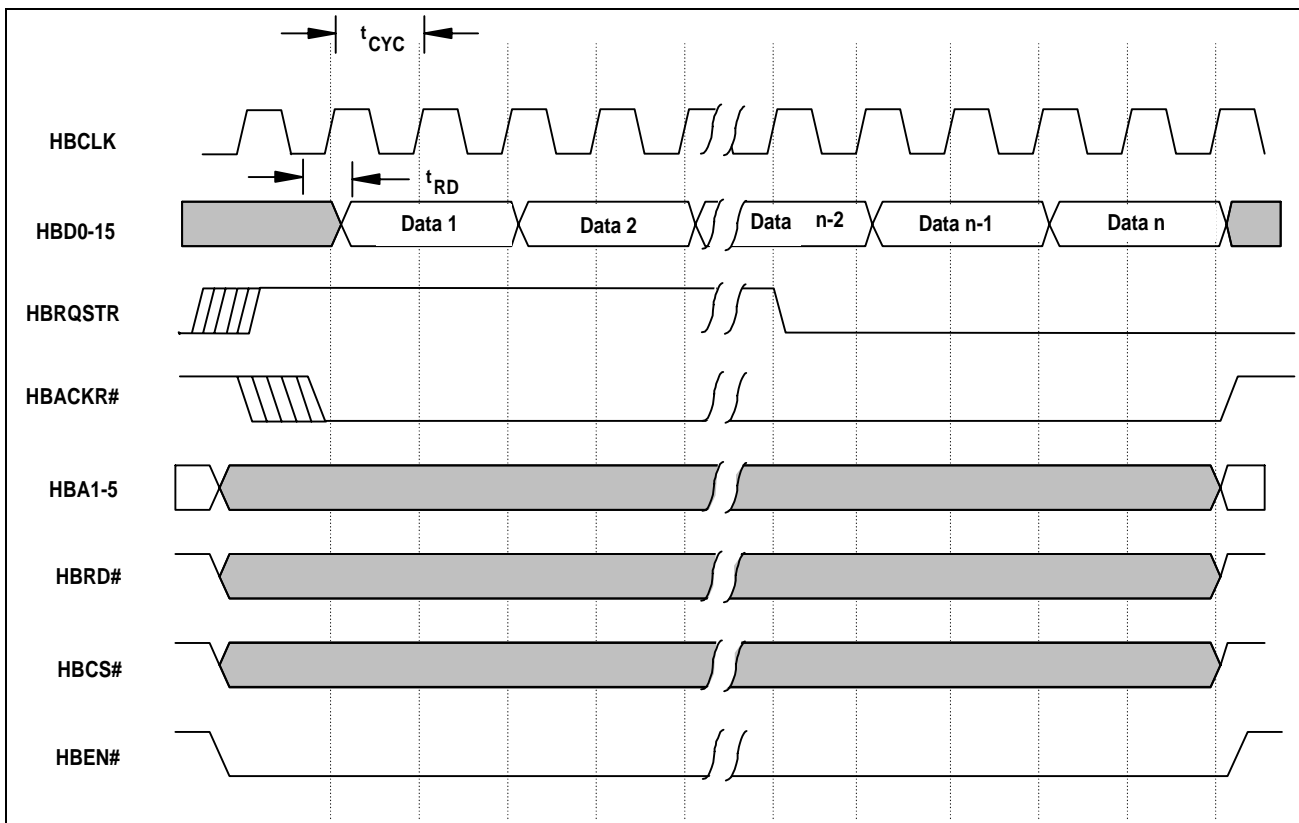 tCYC
HBCLK
tRD
HBD0-15
Data 1
Data 2
Data n-2
Data n-1
Data n
HBRQSTR
HBACKR#
HBA1-5
HBRD#
HBCS#
HBEN#